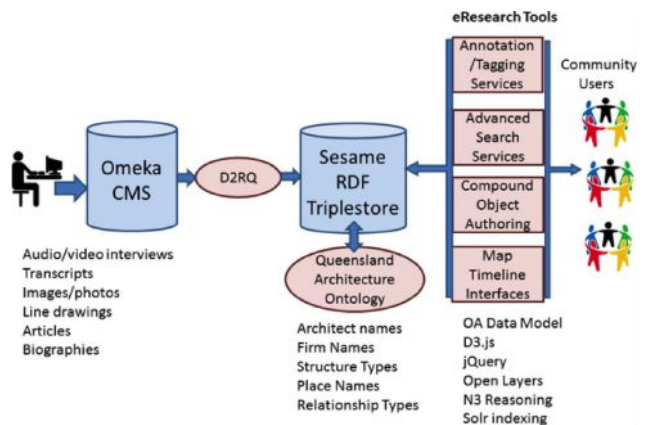 eResearch Tools
Annotation
/Tagging
Services
Community
Users
Advanced
Search
Services
Omeka
CMS
D2RQ
Sesame
RDF
Triplestore
Compound
Object
Authoring
Queensland
Architecture
Ontology
Map
Timeline
Interfaces
Audio/video interviews
Transcripts
Images/photos
Line drawings
Articles
Biographies
Architect names
Firm Names
Structure Types
Place Names
Relationship Types
OA Data Model
D3.js
jQuery
Open Layers
N3 Reasoning
Solr indexing